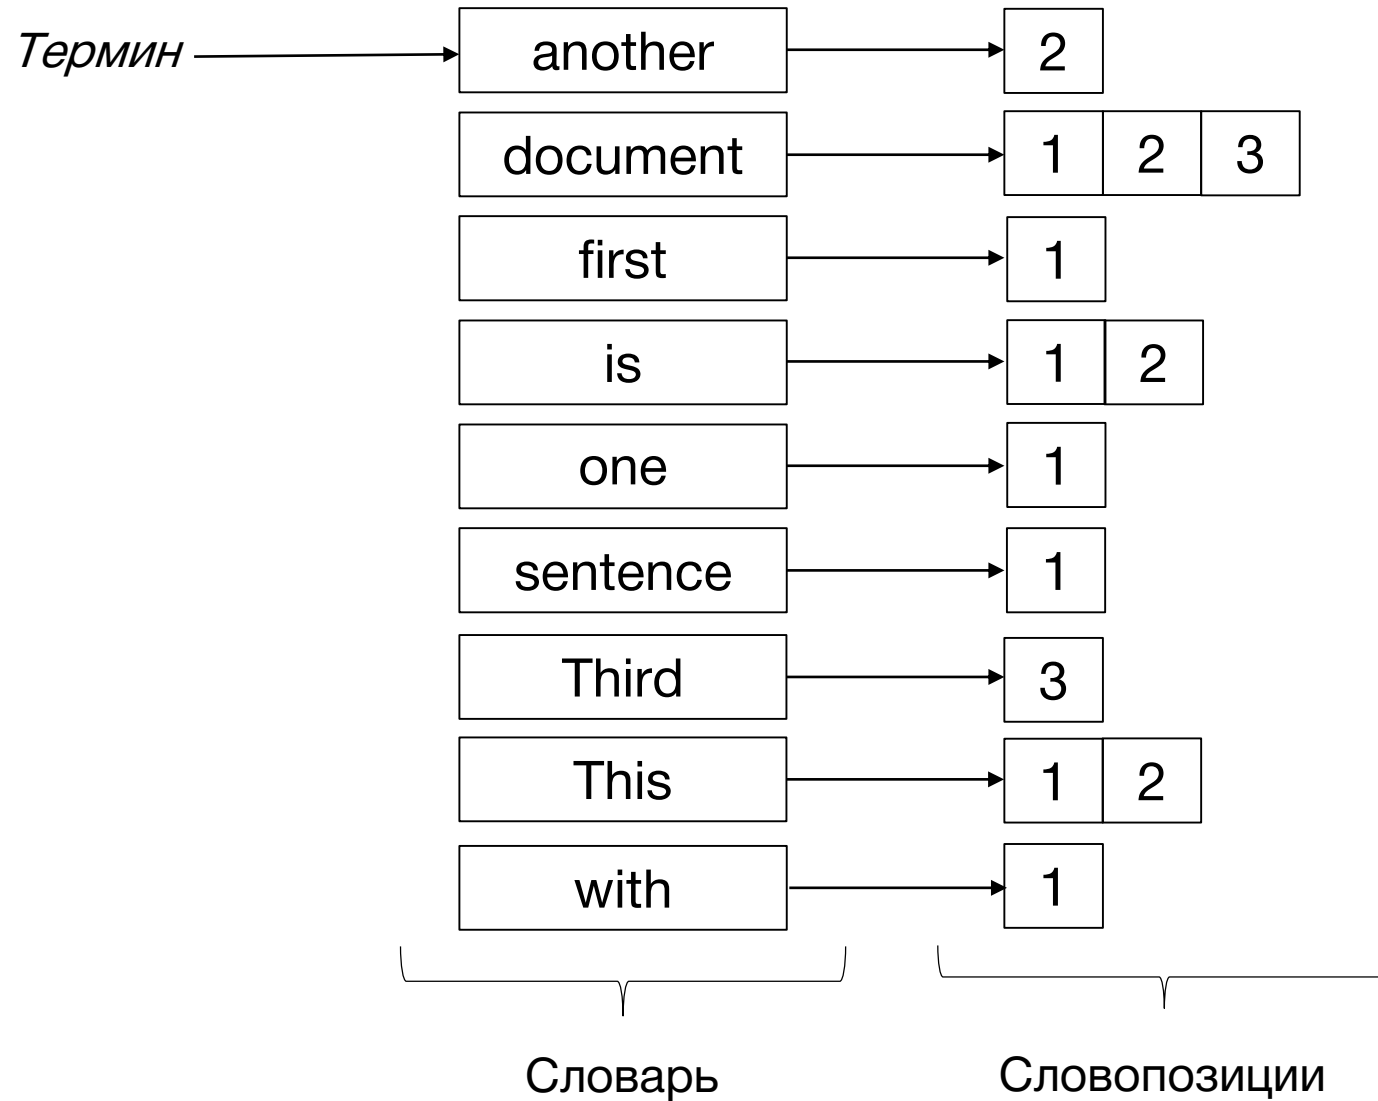 Термин another 2
document 1 2 3
first 1
is 1 2
one 1
sentence 1
Third 3
This 1 2
with 1
Словарь Словопозиции